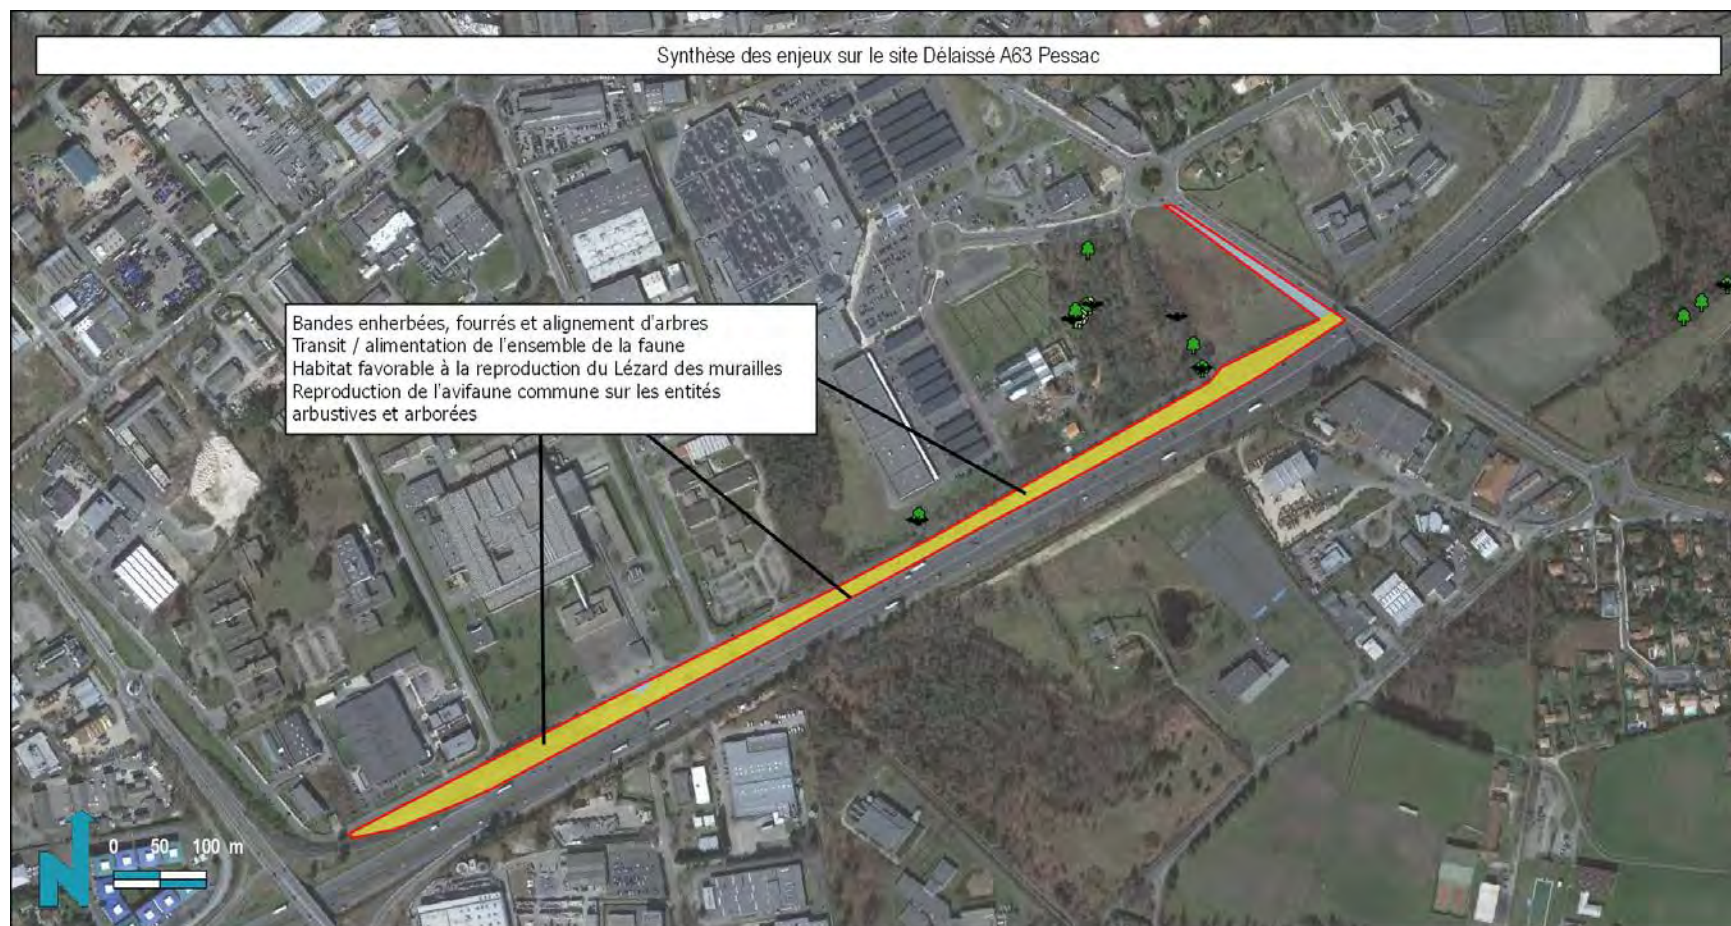 Synthèse des enjeux sur le site Délaissé A63 Pessac
Bandes enherbées, fourrés et alignement d'arbres
Transit / alimentation de l'ensemble de la faune
Habitat favorable à la reproduction du Lézard des murailles
Reproduction de l'avifaune commune sur les entités
arbustives et arborées
N
0 50 100 m